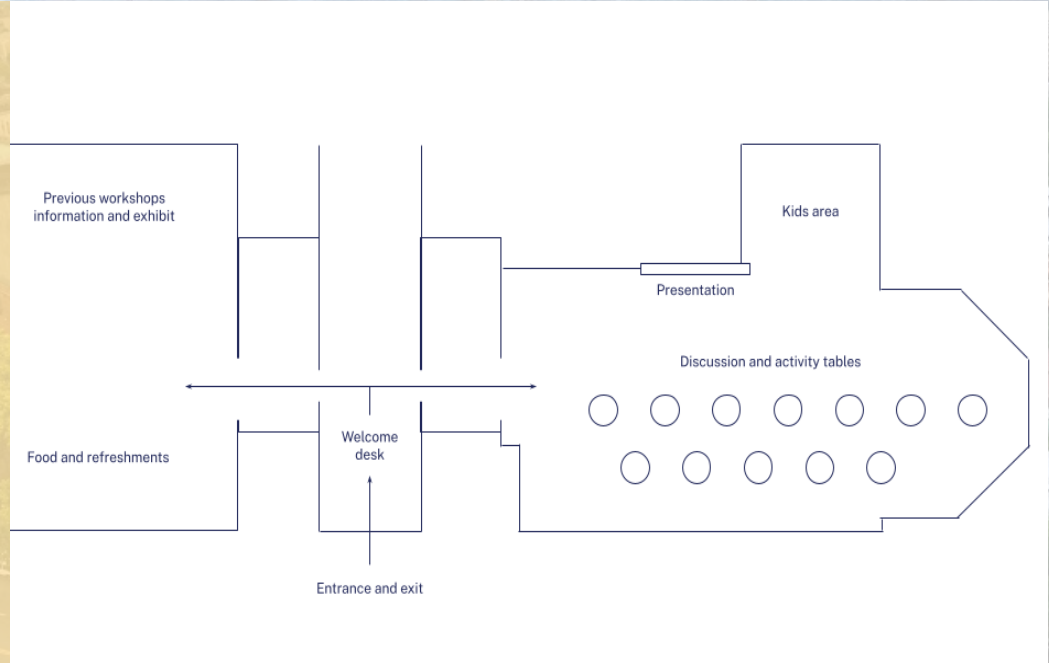 Previous workshops
information and exhibit
Kids area
Presentation
Discussion and activity tables
Welcome
desk
Food and refreshments
Entrance and exit